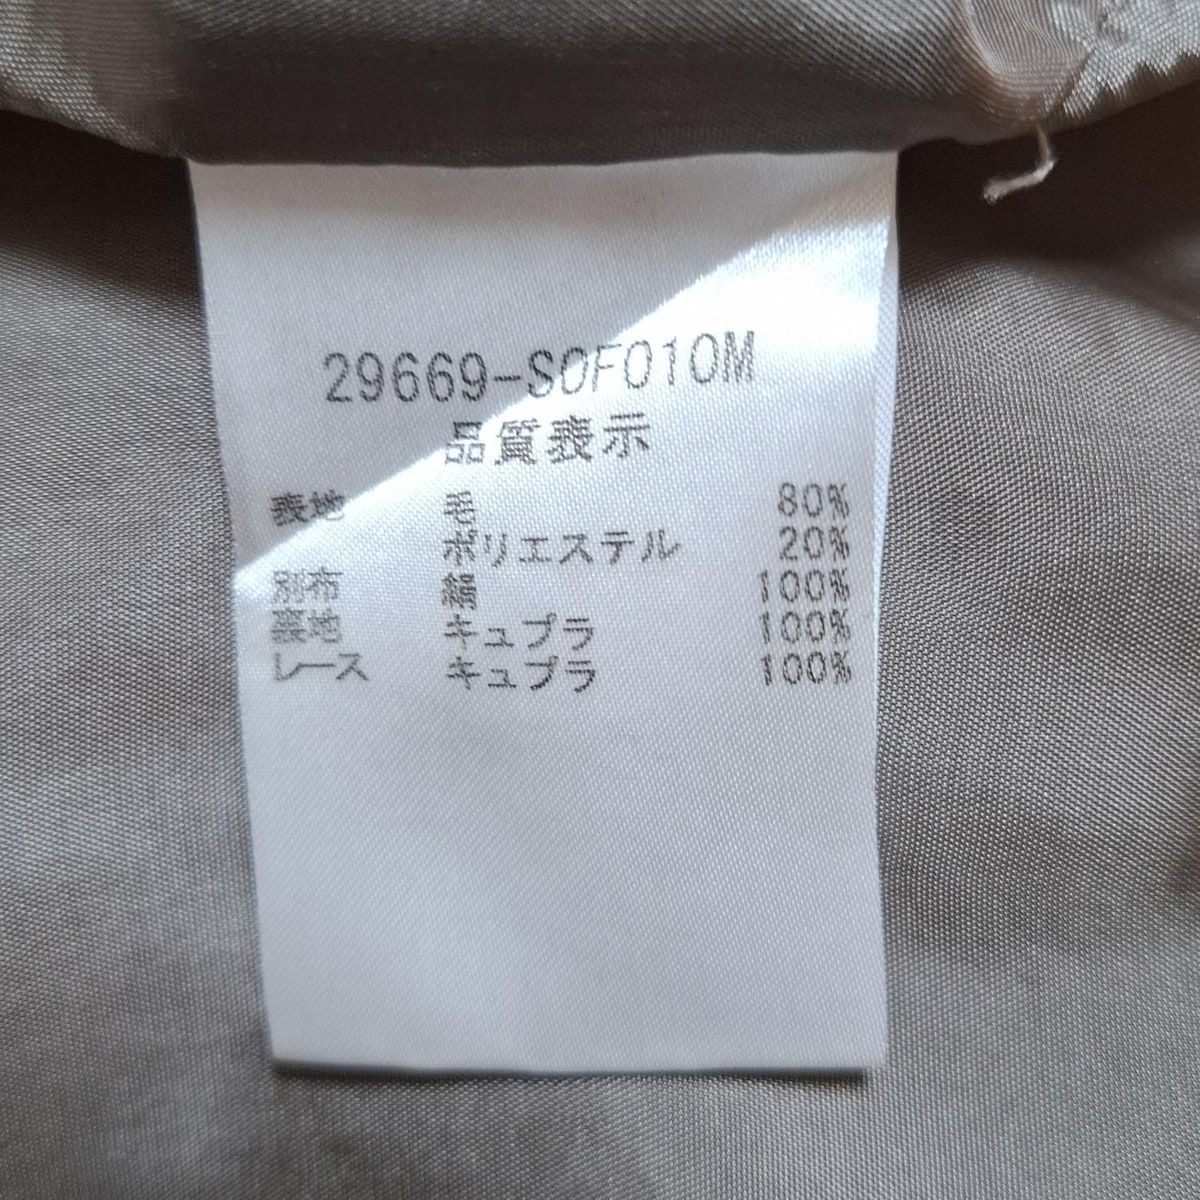 29669-S0F010M
品質表示
表地 毛 80%
ポリエステル 20%
別布 絹 100%
裏地 キュプラ 100%
レース キュプラ 100%